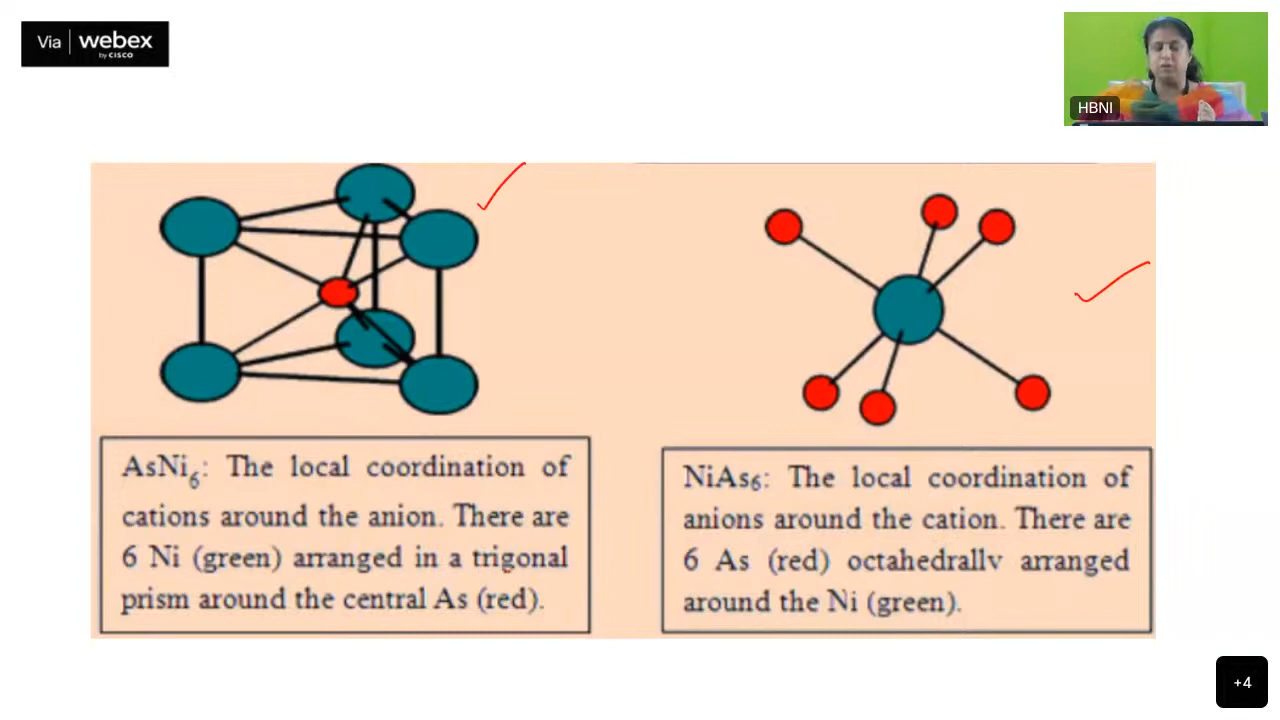 Via webex
by CISCO
HBNI
AsNi6: The local coordination of
cations around the anion. There are
6 Ni (green) arranged in a trigonal
prism around the central As (red).
NiAs6: The local coordination of
anions around the cation. There are
6 As (red) octahedrallv arranged
around the Ni (green).
+4